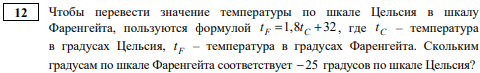 12 Чтобы перевести значение температуры по шкале Цельсия в шкалу
Фаренгейта, пользуются формулой t_F = 1,8t_C + 32, где t_C – температура
в градусах Цельсия, t_F – температура в градусах Фаренгейта. Скольким
градусам по шкале Фаренгейта соответствует −25 градусов по шкале Цельсия?